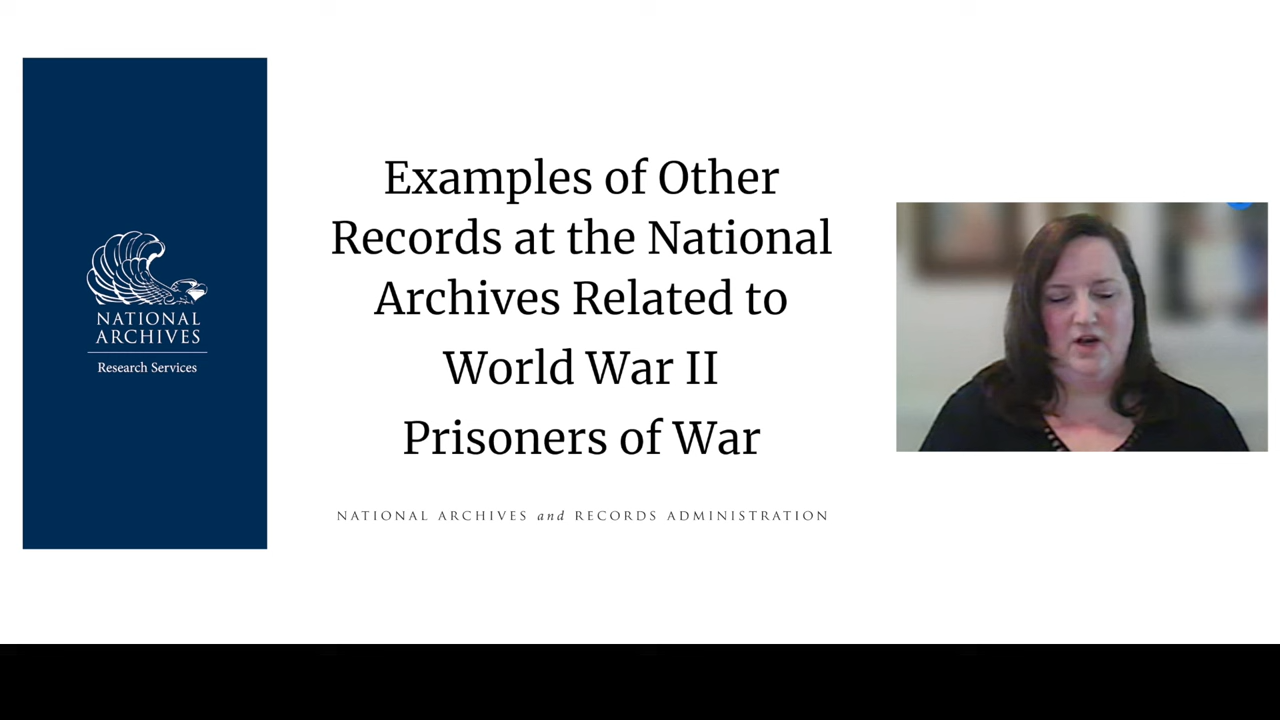 NATIONAL
ARCHIVES
Research Services
Examples of Other
Records at the National
Archives Related to
World War II
Prisoners of War
NATIONAL ARCHIVES and RECORDS ADMINISTRATION